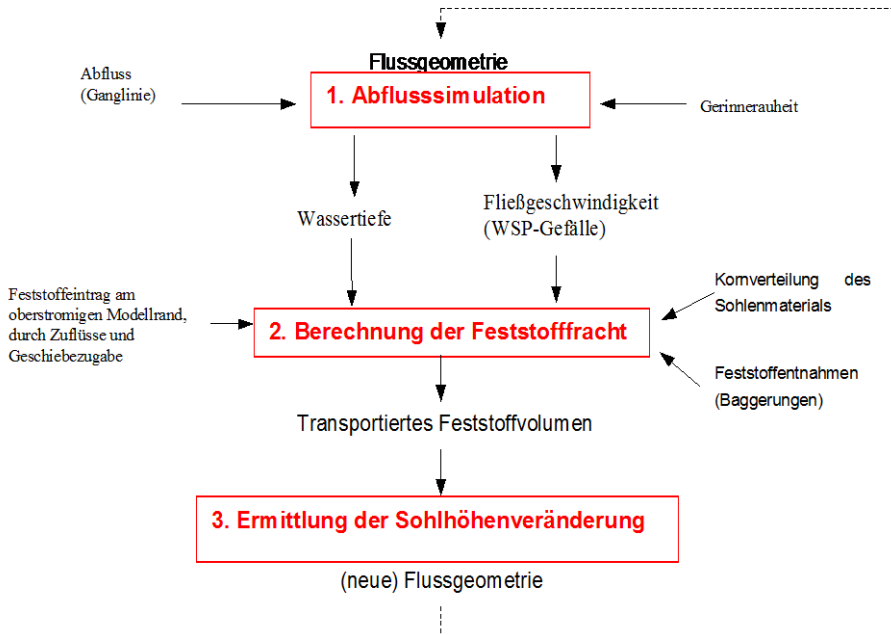 Flussgeometrie
Abfluss
(Ganglinie)
1. Abflusssimulation
Gerinnerauheit
Wassertiefe
Fließgeschwindigkeit
(WSP-Gefälle)
Feststoffeintrag am
oberstromigen Modellrand,
durch Zuflüsse und
Geschiebezugabe
Kornverteilung des
Sohlenmaterials
2. Berechnung der Feststofffracht
Feststoffentnahmen
(Baggerungen)
Transportiertes Feststoffvolumen
3. Ermittlung der Sohlhöhenveränderung
(neue) Flussgeometrie